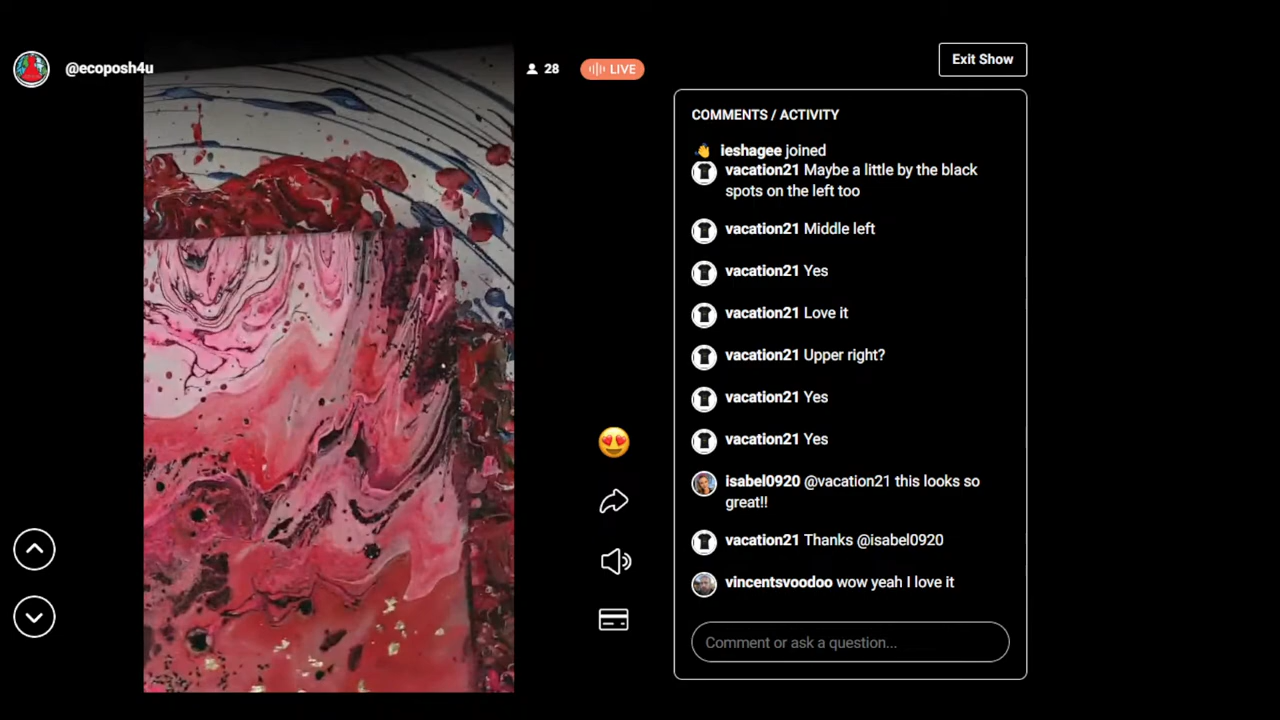 @ecoposh4u
28
LIVE
Exit Show
COMMENTS / ACTIVITY
👋 ieshagee joined
vacation21 Maybe a little by the black
spots on the left too
vacation21 Middle left
vacation21 Yes
vacation21 Love it
vacation21 Upper right?
vacation21 Yes
vacation21 Yes
isabel0920 @vacation21 this looks so
great!!
vacation21 Thanks @isabel0920
vincentsvoodoo wow yeah I love it
Comment or ask a question...